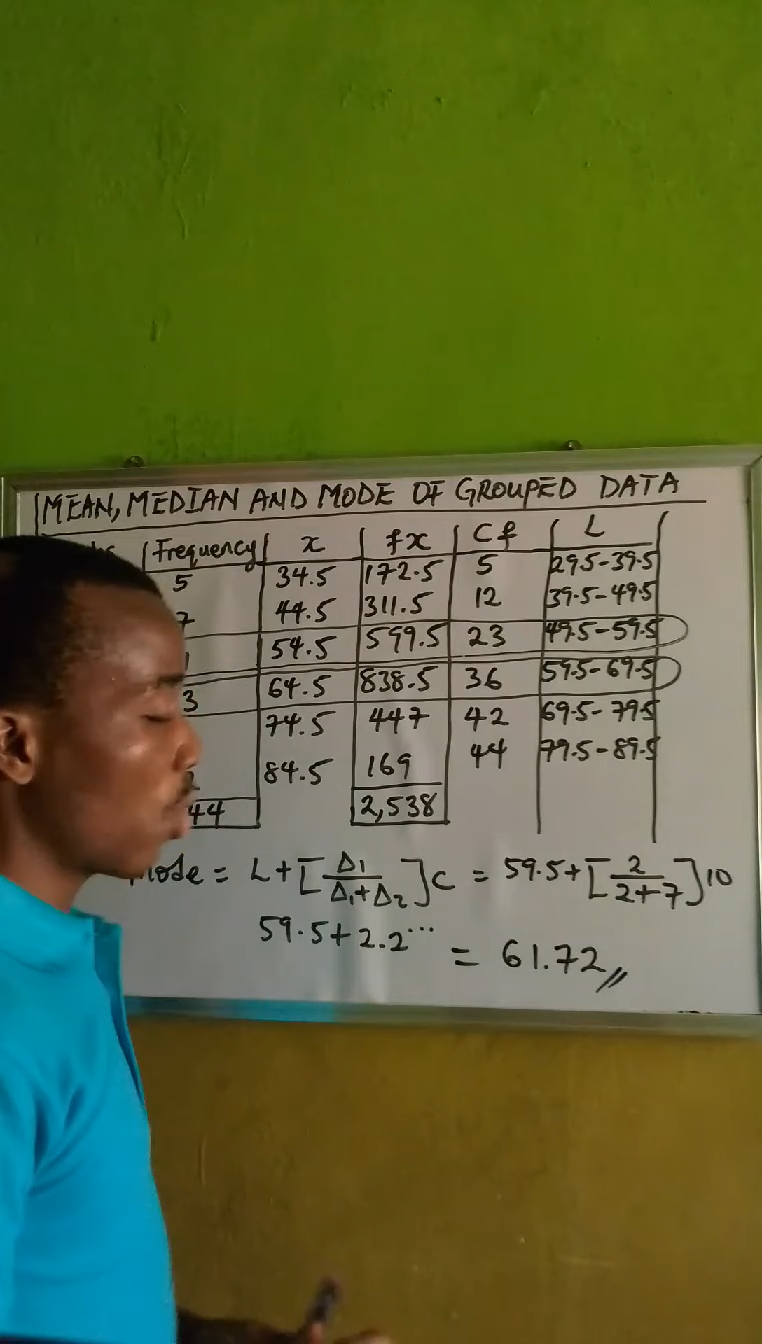 MEAN, MEDIAN AND MODE OF GROUPED DATA
Frequency x fx Cf L
5 34.5 172.5 5 29.5-39.5
7 44.5 311.5 12 39.5-49.5
54.5 599.5 23 49.5-59.5
3 64.5 838.5 36 59.5-69.5
74.5 447 42 69.5-79.5
84.5 169 44 79.5-89.5
44 2,538
Mode = L+[Δ1/Δ1+Δ2]C = 59.5+[2/2+7]10
59.5+2.2... = 61.72